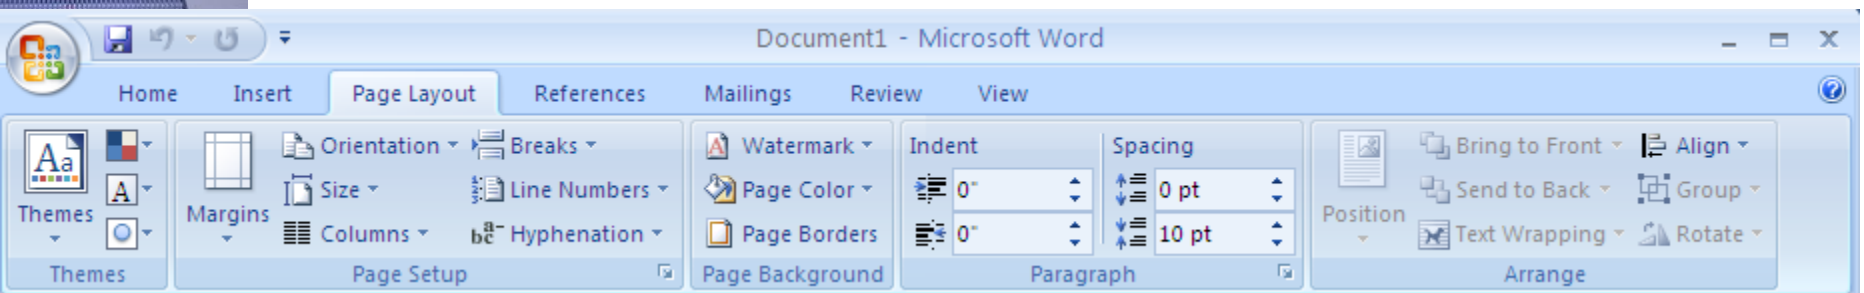 Document1 - Microsoft Word
Home Insert Page Layout References Mailings Review View
Aa Orientation Breaks Watermark Indent Spacing Bring to Front Align
A Size Line Numbers Page Color 0" 0 pt Send to Back Group
Themes Margins Columns Hyphenation Page Borders 0" 10 pt Position Text Wrapping Rotate
Themes Page Setup Page Background Paragraph Arrange